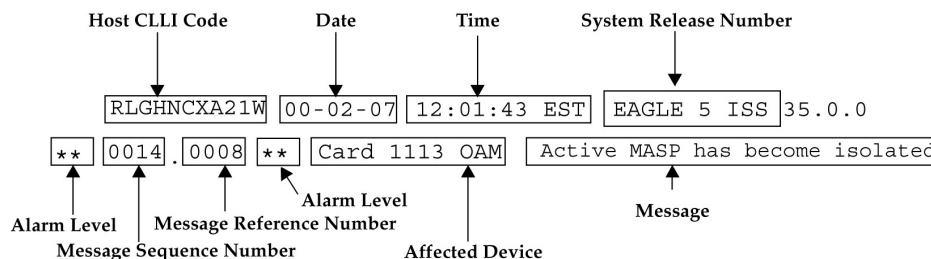 Host CLLI Code Date Time System Release Number
RLGHNCXA21W 00-02-07 12:01:43 EST EAGLE 5 ISS 35.0.0
** 0014 . 0008 ** Card 1113 OAM Active MASP has become isolated
Alarm Level Message
Alarm Level Message Reference Number
Message Sequence Number Affected Device